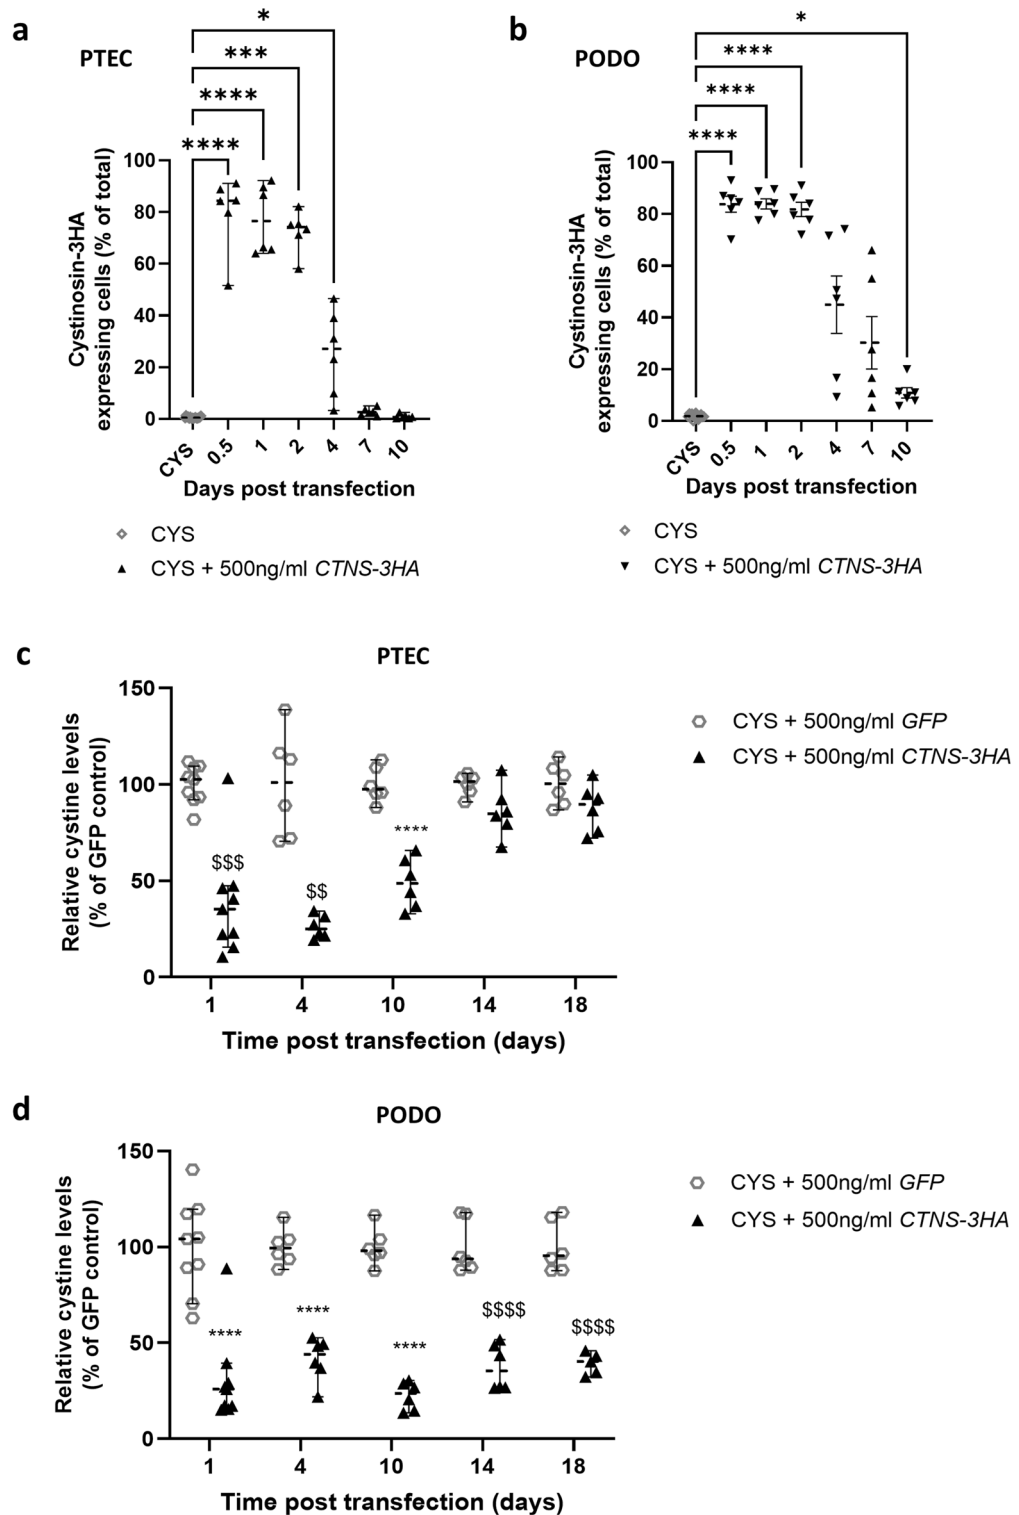 a
PTEC
*
***
****
****
Cystinosin-3HA
expressing cells (% of total)
100
80
60
40
20
0
CYS
0.5
1
2
4
7
10
Days post transfection
CYS
CYS + 500ng/ml CTNS-3HA
b
PODO
*
****
****
****
Cystinosin-3HA
expressing cells (% of total)
100
80
60
40
20
0
CYS
0.5
1
2
4
7
10
Days post transfection
CYS
CYS + 500ng/ml CTNS-3HA
c
PTEC
Relative cystine levels
(% of GFP control)
150
100
50
0
$$$
$$
****
1
4
10
14
18
Time post transfection (days)
CYS + 500ng/ml GFP
CYS + 500ng/ml CTNS-3HA
d
PODO
Relative cystine levels
(% of GFP control)
150
100
50
0
****
****
****
$$$$
$$$$
1
4
10
14
18
Time post transfection (days)
CYS + 500ng/ml GFP
CYS + 500ng/ml CTNS-3HA